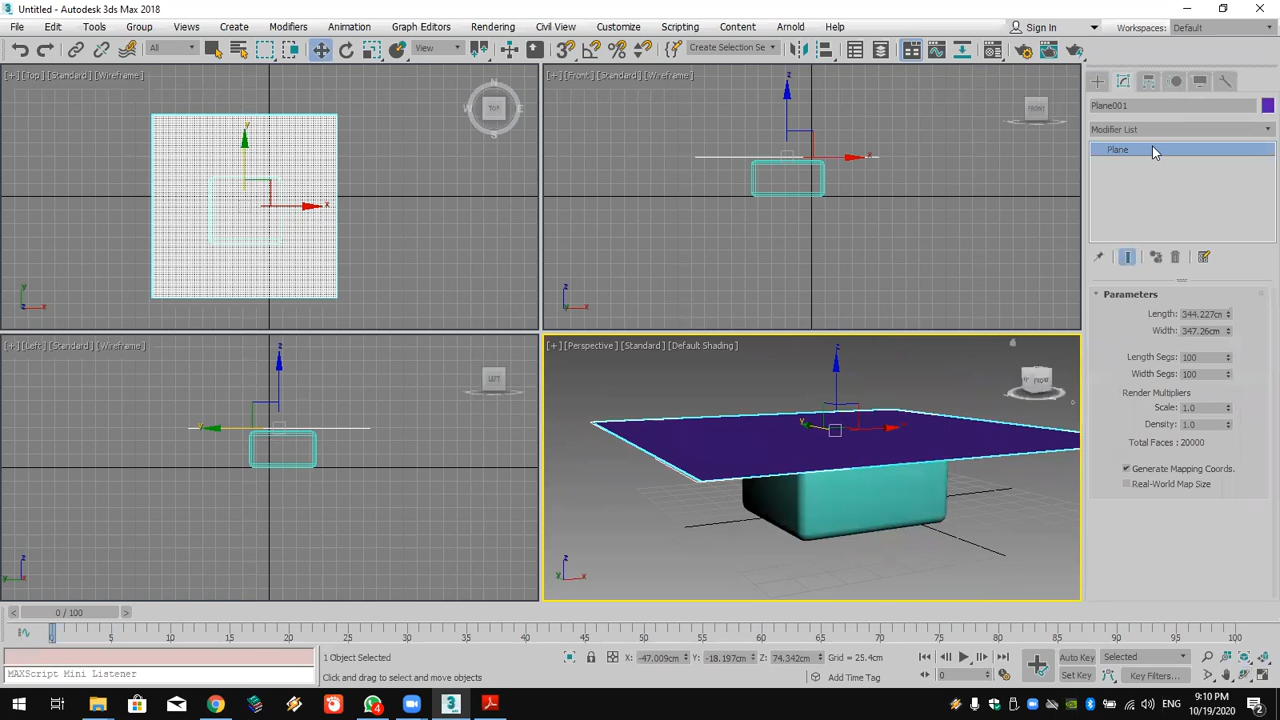 Untitled - Autodesk 3ds Max 2018
File Edit Tools Group Views Create Modifiers Animation Graph Editors Rendering Civil View Customize Scripting Content Arnold Help
Sign In Workspaces: Default
All View Create Selection Se
[+] [Top] [Standard] [Wireframe]
N
TOP
[+] [Front] [Standard] [Wireframe]
FRONT
z
x
y
x
Plane001
Modifier List
Plane
Parameters
Length: 344.227cm
Width: 347.26cm
Length Segs: 100
Width Segs: 100
Render Multipliers
Scale: 1.0
Density: 1.0
Total Faces: 20000
Generate Mapping Coords.
Real-World Map Size
[+] [Left] [Standard] [Wireframe]
LEFT
z
y
[+] [Perspective] [Standard] [Default Shading]
FRONT
z
y
x
0 / 100
0 5 10 15 20 25 30 35 40 45 50 55 60 65 70 75 80 85 90 95 100
1 Object Selected
X: -47.009cm Y: -18.197cm Z: 74.342cm Grid = 25.4cm
Auto Key Selected
MAXScript Mini Listener
Click and drag to select and move objects
Add Time Tag
0
Set Key Key Filters...
4
3
ENG
9:10 PM
10/19/2020
2